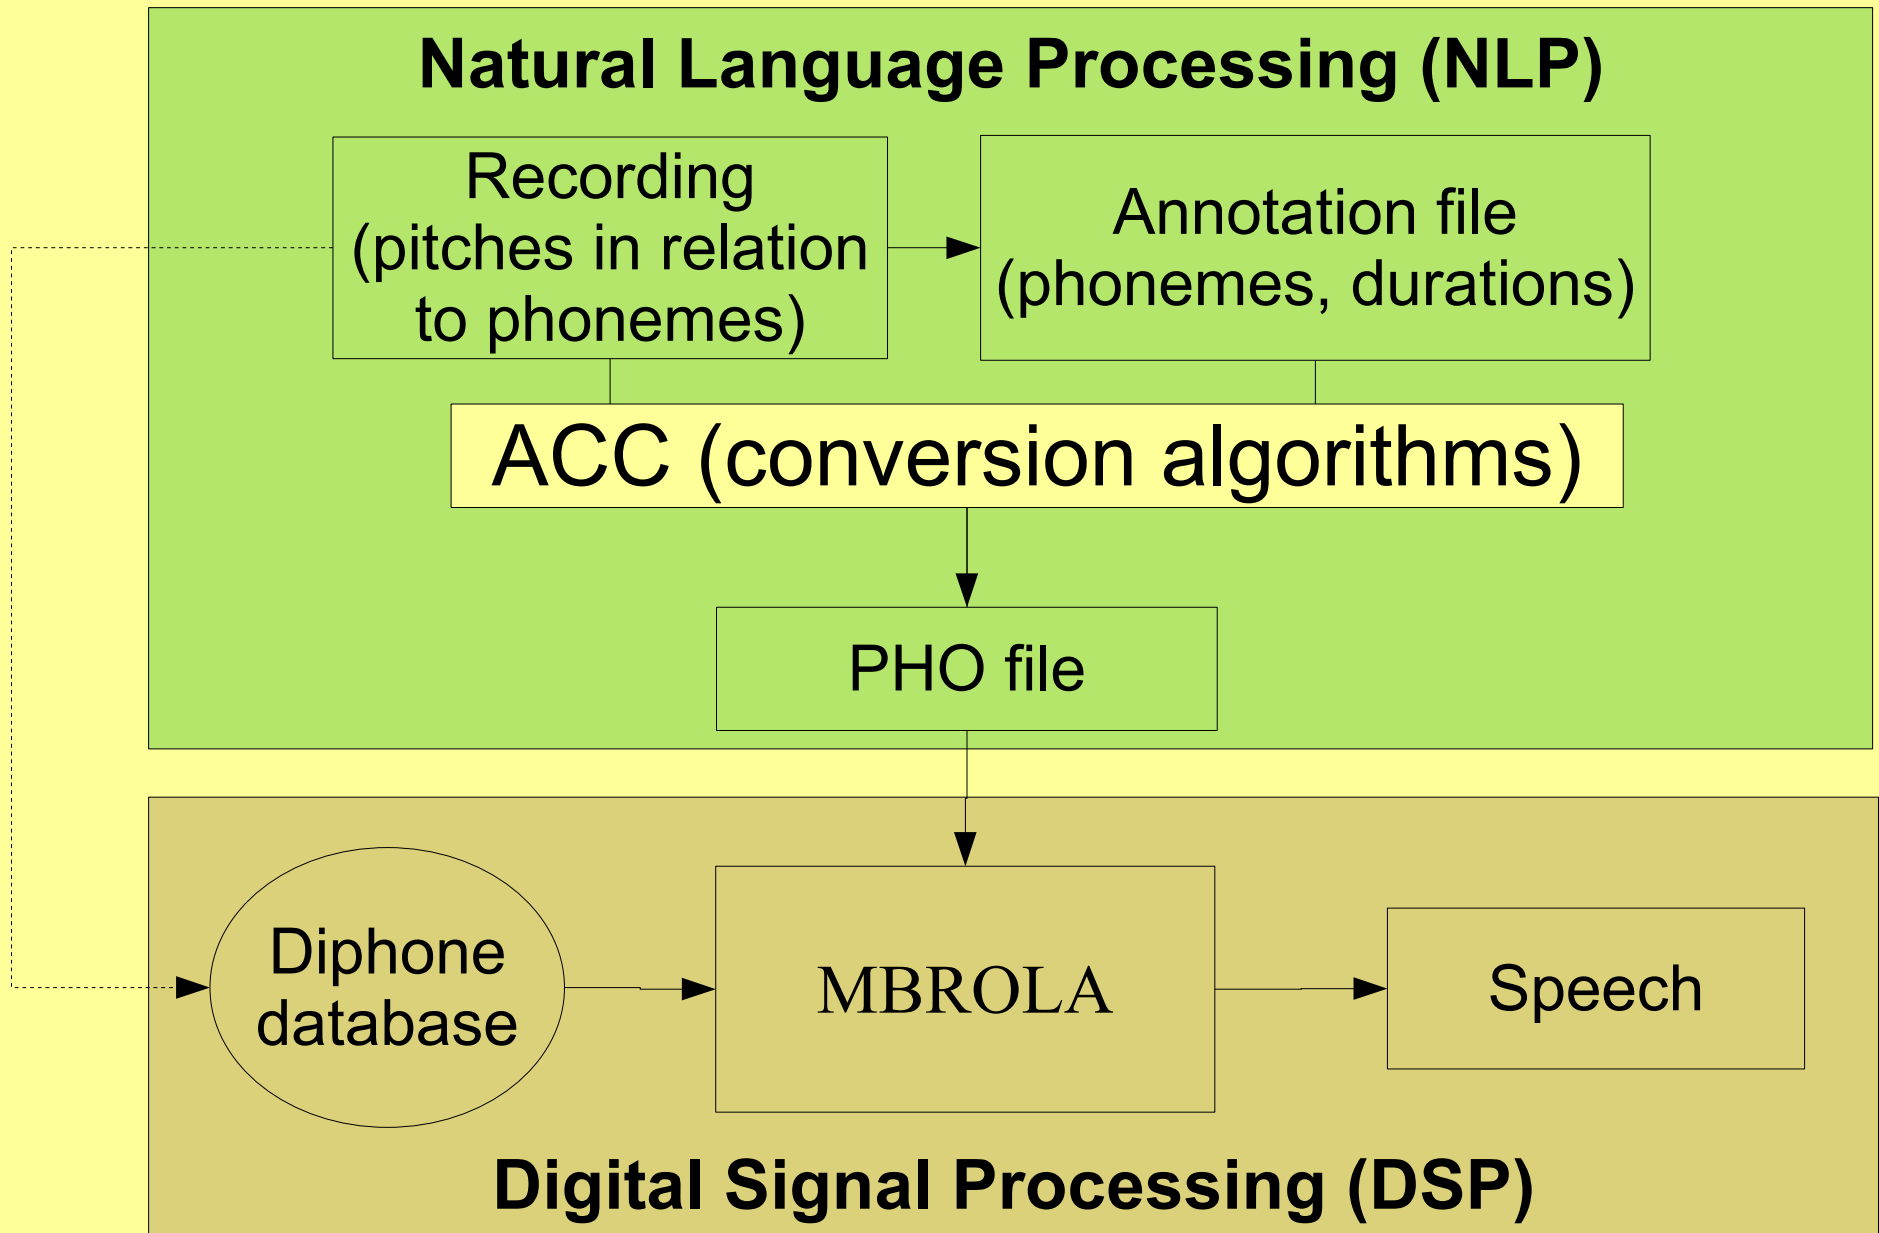 Natural Language Processing (NLP)
Recording
(pitches in relation
to phonemes)
Annotation file
(phonemes, durations)
ACC (conversion algorithms)
PHO file
Diphone
database
MBROLA
Speech
Digital Signal Processing (DSP)